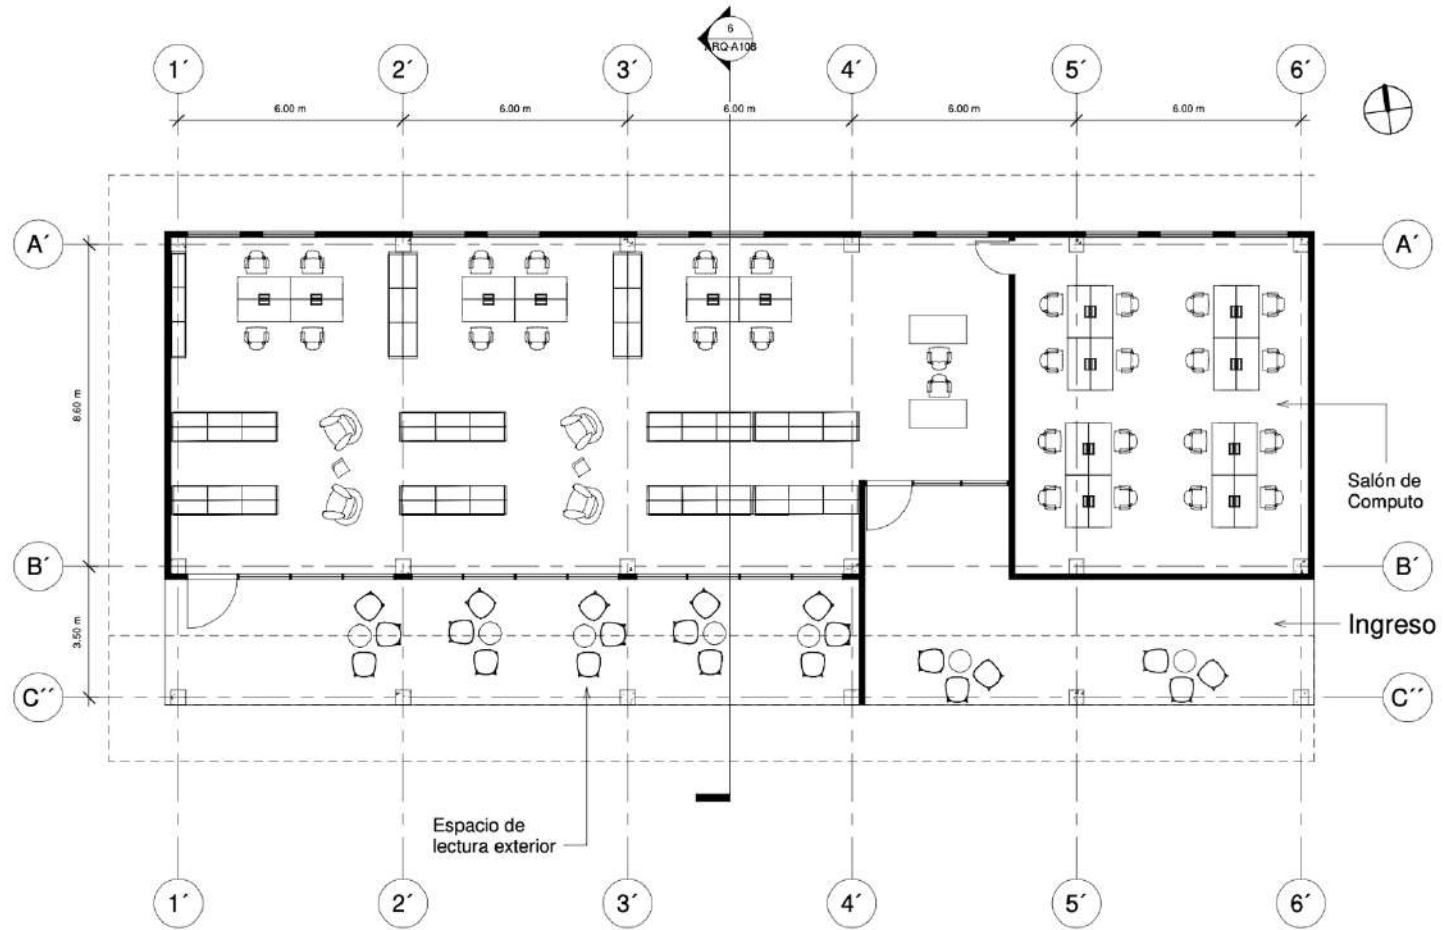 6
ARQ-A108
1´ 2´ 3´ 4´ 5´ 6´
6.00 m 6.00 m 6.00 m 6.00 m 6.00 m
A´ A´
8.60 m
Salón de
Computo
B´ B´
3.50 m
Ingreso
C´´ C´´
Espacio de
lectura exterior
1´ 2´ 3´ 4´ 5´ 6´